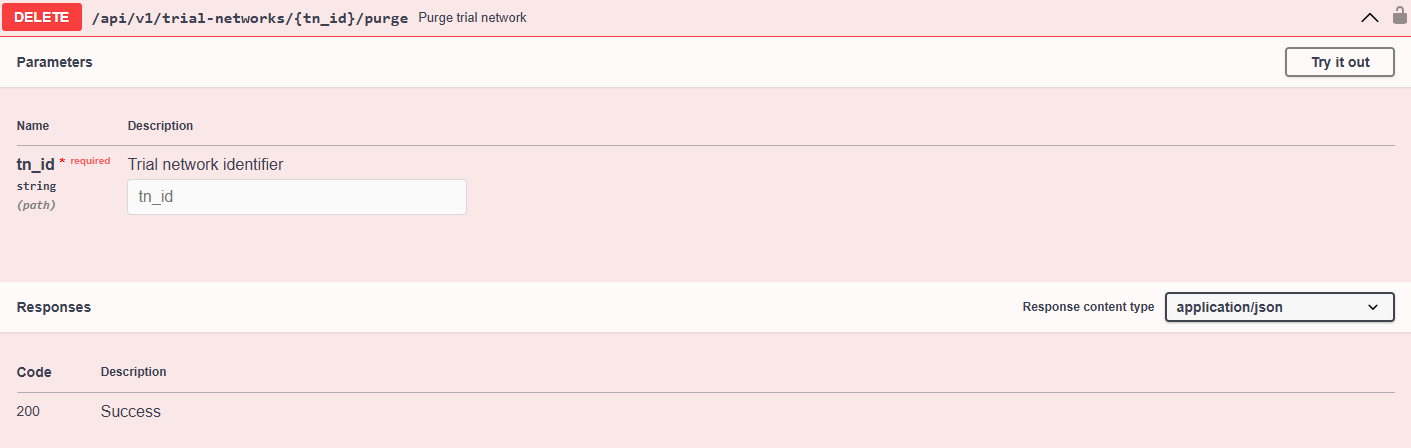 DELETE /api/v1/trial-networks/{tn_id}/purge Purge trial network
Parameters Try it out
Name Description
tn_id * required Trial network identifier
string tn_id
(path)
Responses Response content type application/json
Code Description
200 Success